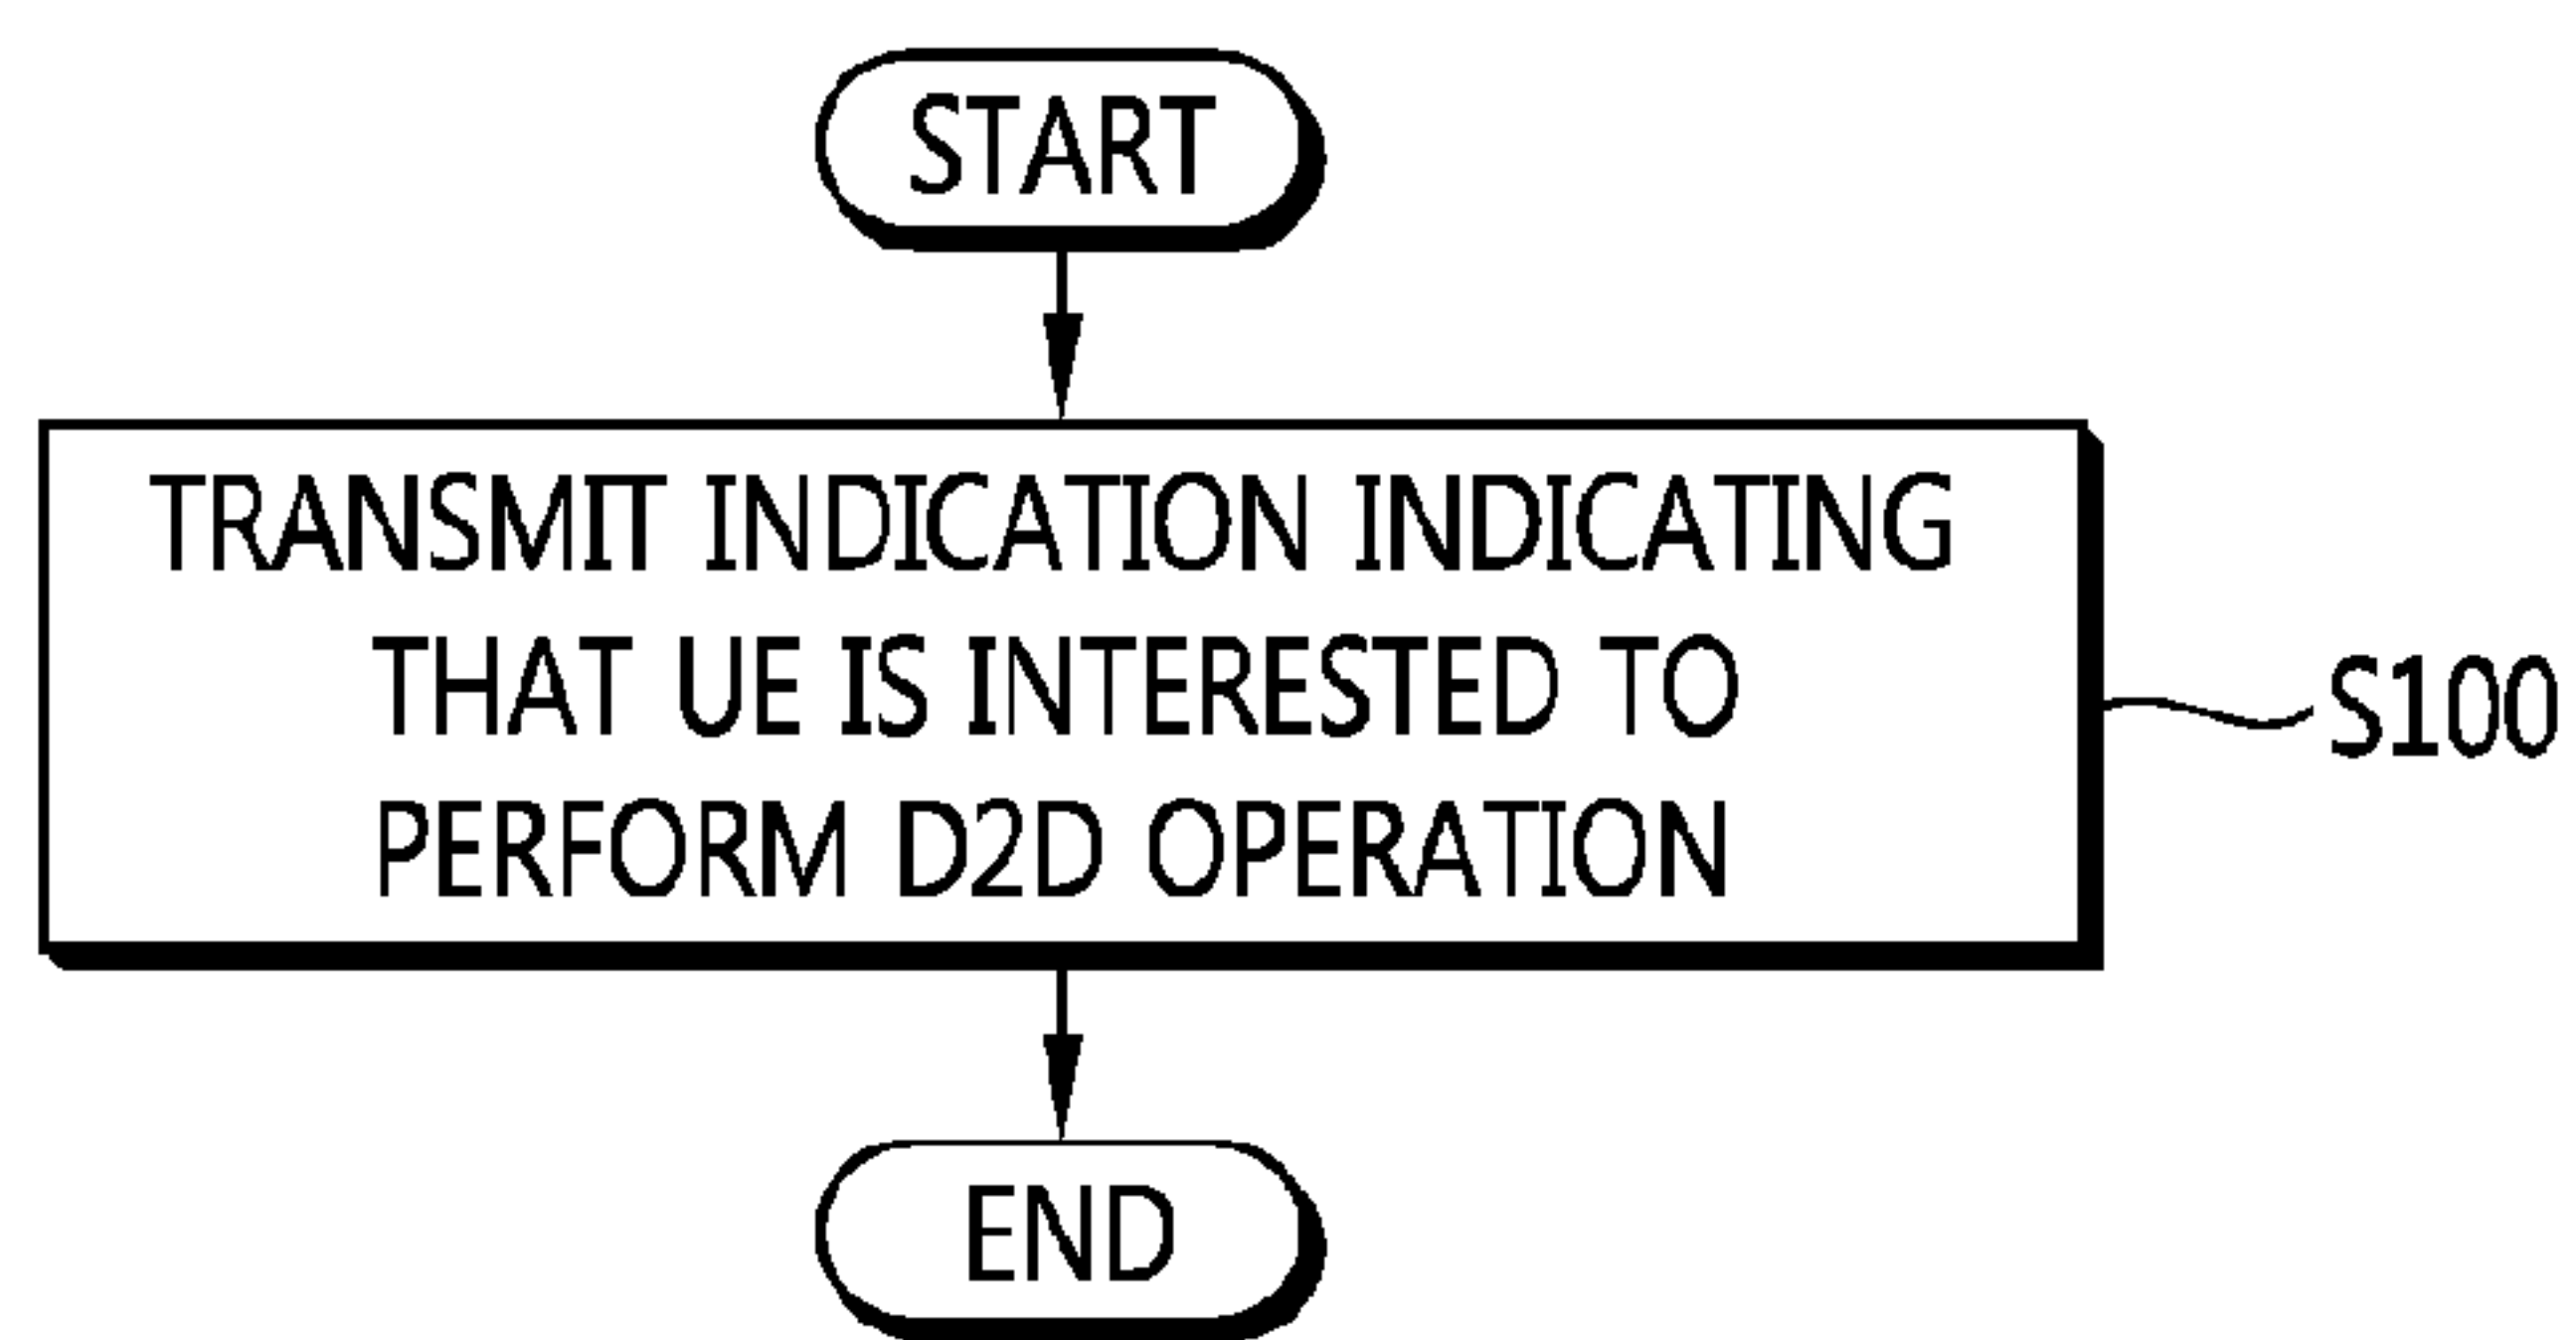 START
TRANSMIT INDICATION INDICATING
THAT UE IS INTERESTED TO
PERFORM D2D OPERATION
S100
END